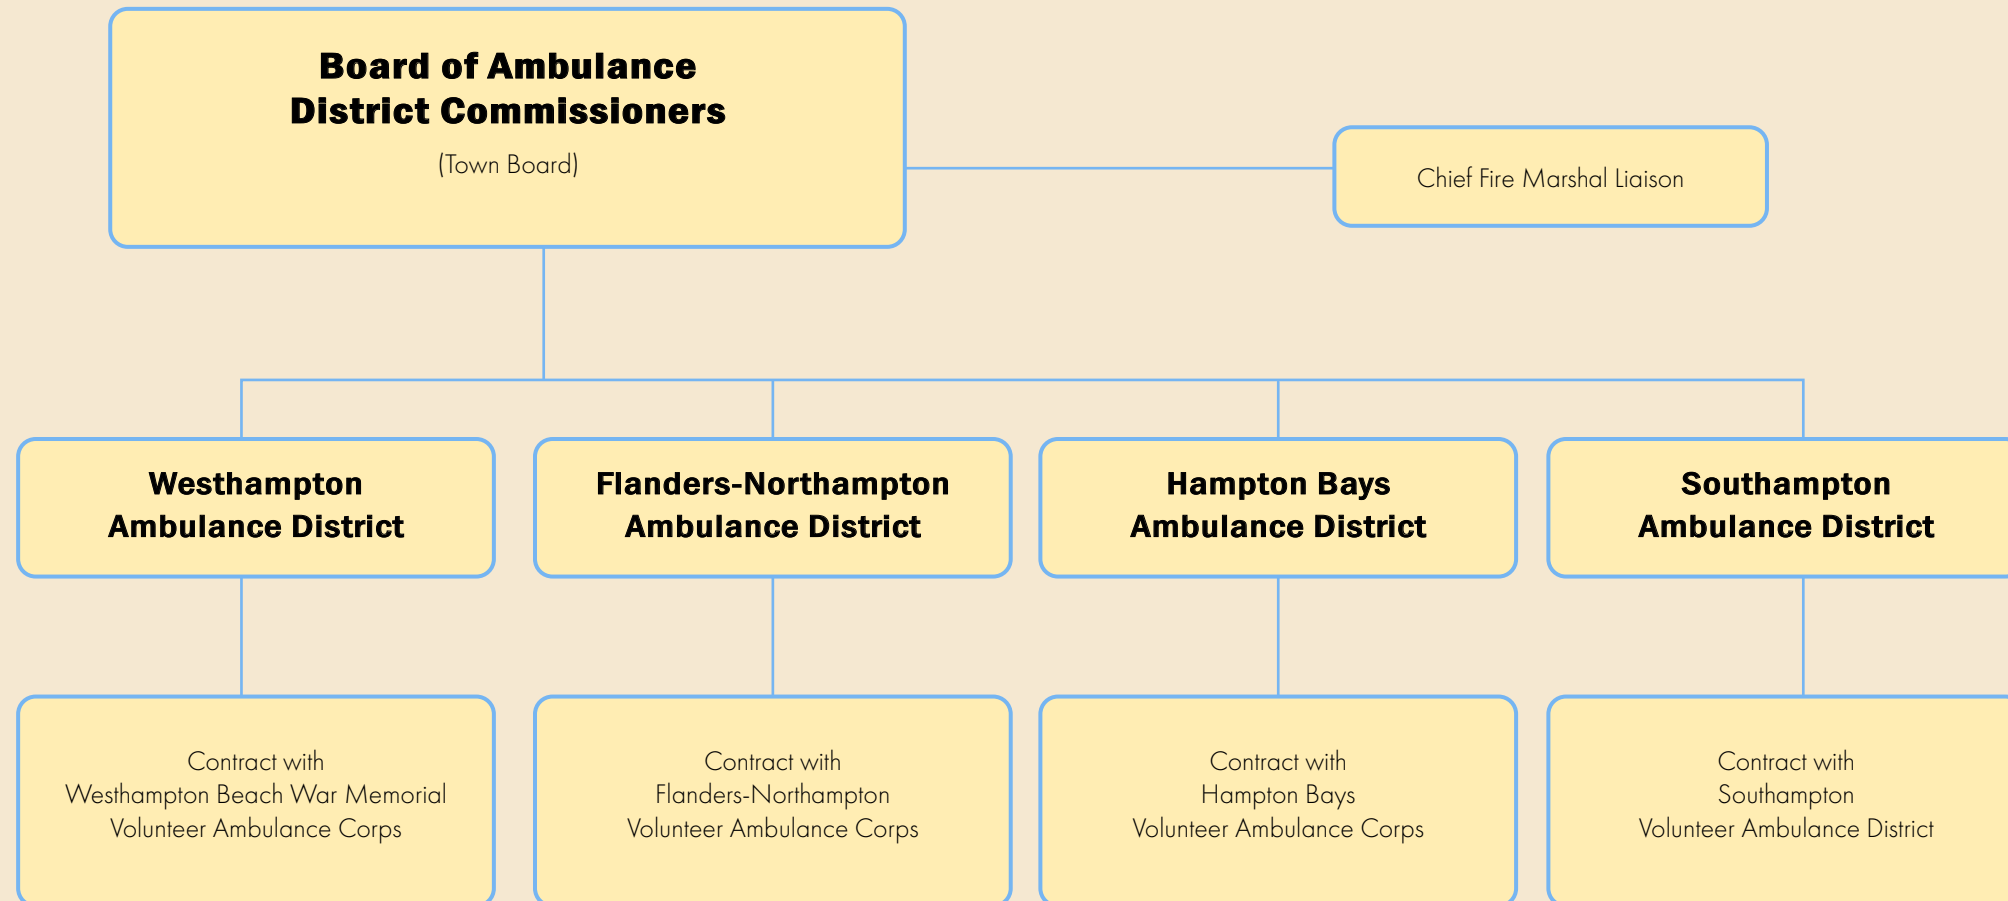 Board of Ambulance
District Commissioners
(Town Board)
Chief Fire Marshal Liaison
Westhampton
Ambulance District
Flanders-Northampton
Ambulance District
Hampton Bays
Ambulance District
Southampton
Ambulance District
Contract with
Westhampton Beach War Memorial
Volunteer Ambulance Corps
Contract with
Flanders-Northampton
Volunteer Ambulance Corps
Contract with
Hampton Bays
Volunteer Ambulance Corps
Contract with
Southampton
Volunteer Ambulance District